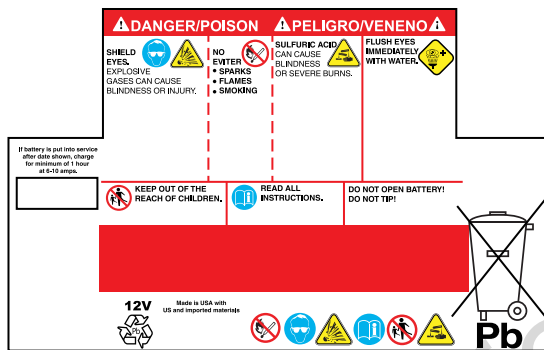 DANGER/POISON
PELIGRO/VENENO
SHIELD
EYES.
EXPLOSIVE
GASES CAN CAUSE
BLINDNESS OR INJURY.
NO
EVITER
• SPARKS
• FLAMES
• SMOKING
SULFURIC ACID
CAN CAUSE
BLINDNESS
OR SEVERE BURNS.
FLUSH EYES
IMMEDIATELY
WITH WATER.
If battery is put into service
after date shown, charge
for minimum of 1 hour
at 6-10 amps.
KEEP OUT OF THE
REACH OF CHILDREN.
READ ALL
INSTRUCTIONS.
DO NOT OPEN BATTERY!
DO NOT TIP!
12V
Pb
Made is USA with
US and imported materials
Pb